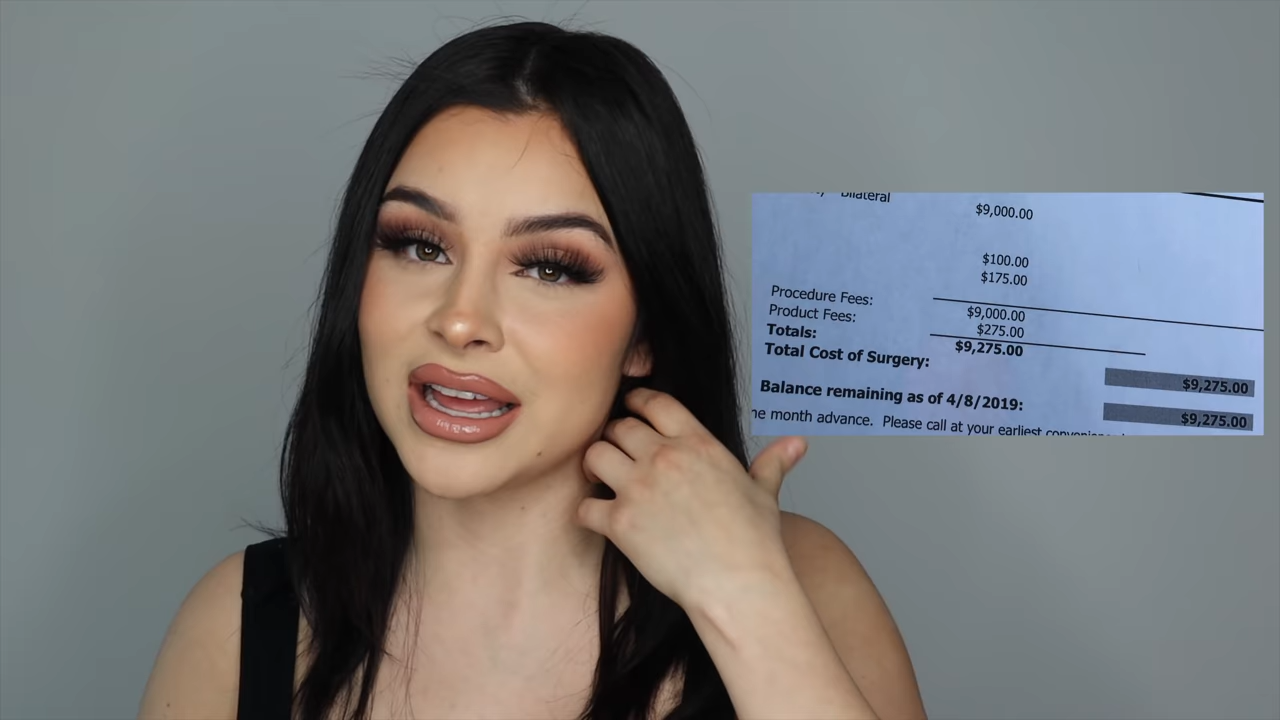 Bilateral
$9,000.00
$100.00
$175.00
Procedure Fees: $9,000.00
Product Fees: $275.00
Totals: $9,275.00
Total Cost of Surgery: $9,275.00
Balance remaining as of 4/8/2019: $9,275.00
month advance. Please call at your earliest